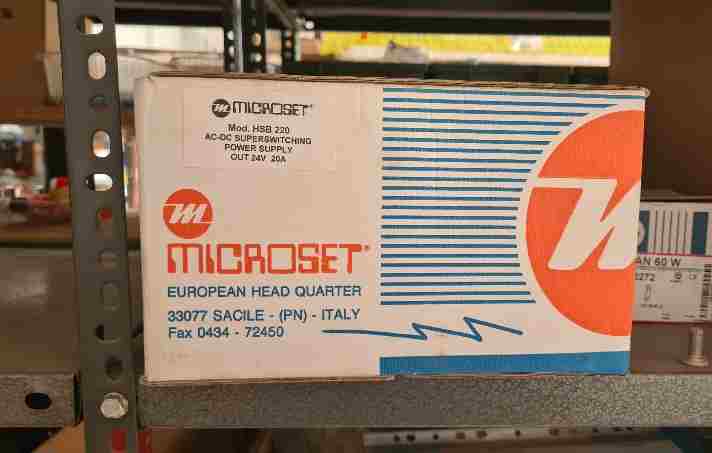 MICROSET
Mod. HSB 220
AC-DC SUPERSWITCHING
POWER SUPPLY
OUT 24V 20A
MICROSET
EUROPEAN HEAD QUARTER
33077 SACILE - (PN) - ITALY
Fax 0434 - 72450
AN 60 W